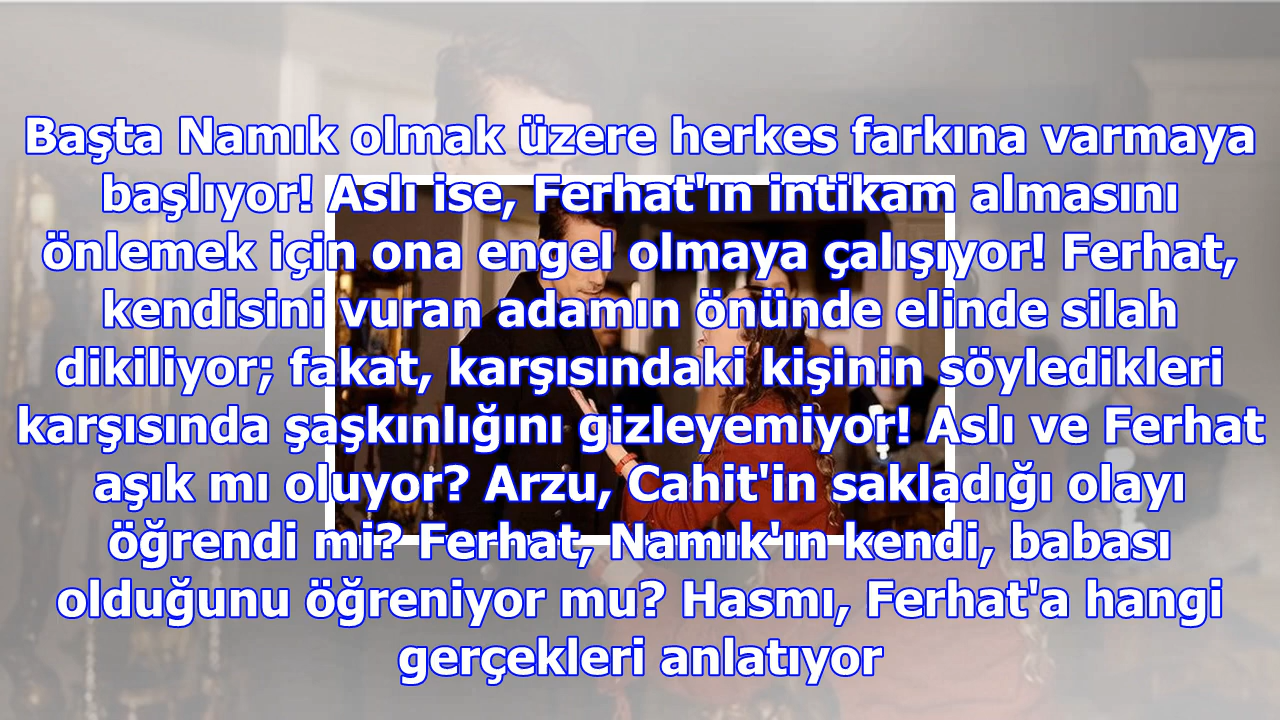 Başta Namık olmak üzere herkes farkına varmaya
başlıyor! Aslı ise, Ferhat'ın intikam almasını
önlemek için ona engel olmaya çalışıyor! Ferhat,
kendisini vuran adamın önünde elinde silah
dikiliyor; fakat, karşısındaki kişinin söyledikleri
karşısında şaşkınlığını gizleyemiyor! Aslı ve Ferhat
aşık mı oluyor? Arzu, Cahit'in sakladığı olayı
öğrendi mi? Ferhat, Namık'ın kendi, babası
olduğunu öğreniyor mu? Hasmı, Ferhat'a hangi
gerçekleri anlatıyor